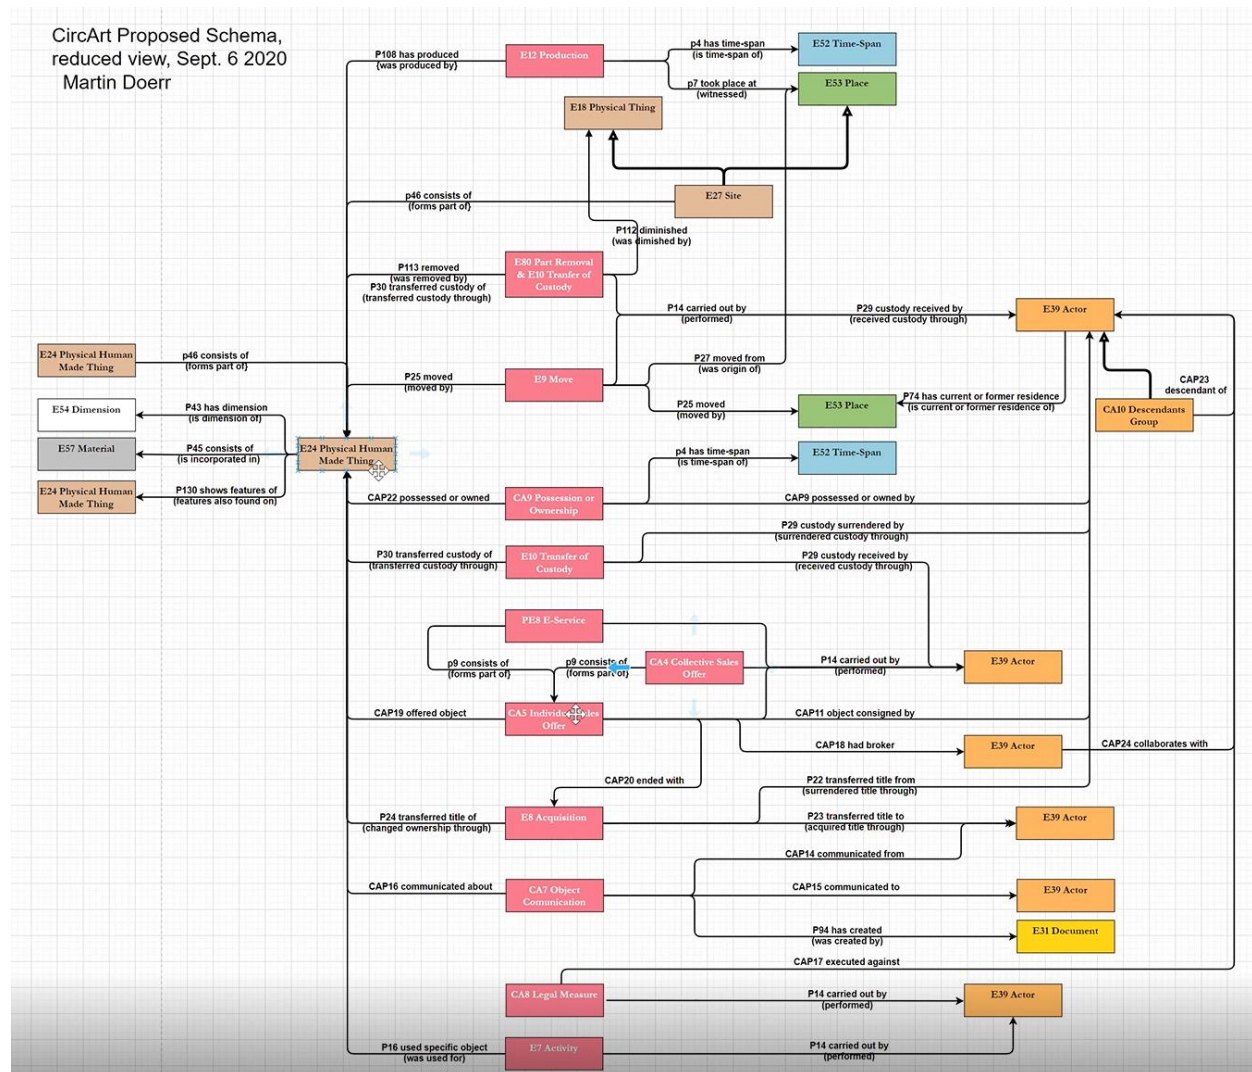 CircArt Proposed Schema,
reduced view, Sept. 6 2020
Martin Doerr
P108 has produced
{was produced by}
E12 Production
p4 has time-span
(is time-span of)
E52 Time-Span
p7 took place at
(witnessed)
E53 Place
E18 Physical Thing
p46 consists of
{forms part of}
E27 Site
P112 diminished
(was dimished by)
P113 removed
(was removed by)
P30 transferred custody of
(transferred custody through)
E80 Part Removal
& E10 Tranfer of
Custody
P14 carried out by
(performed)
P29 custody received by
(received custody through)
E39 Actor
E24 Physical Human
Made Thing
p46 consists of
{forms part of}
P27 moved from
(was origin of)
P25 moved
(moved by)
E9 Move
P25 moved
(moved by)
E53 Place
P74 has current or former residence
(is current or former residence of)
CAP23
descendant of
CA10 Descendants
Group
E54 Dimension
P43 has dimension
(is dimension of)
E57 Material
P45 consists of
(is incorporated in)
E24 Physical Human
Made Thing
p4 has time-span
(is time-span of)
E52 Time-Span
E24 Physical Human
Made Thing
P130 shows features of
(features also found on)
CAP22 possessed or owned
CA9 Possession or
Ownership
CAP9 possessed or owned by
P29 custody surrendered by
(surrendered custody through)
P30 transferred custody of
(transferred custody through)
E10 Transfer of
Custody
P29 custody received by
(received custody through)
PE8 E-Service
p9 consists of
{forms part of}
p9 consists of
{forms part of}
CA4 Collective Sales
Offer
P14 carried out by
(performed)
E39 Actor
CAP19 offered object
CA5 Individual Sales
Offer
CAP11 object consigned by
CAP18 had broker
E39 Actor
CAP24 collaborates with
CAP20 ended with
P22 transferred title from
(surrendered title through)
P24 transferred title of
(changed ownership through)
E8 Acquisition
P23 transferred title to
(acquired title through)
E39 Actor
CAP14 communicated from
CAP16 communicated about
CA7 Object
Comunication
CAP15 communicated to
E39 Actor
P94 has created
(was created by)
E31 Document
CAP17 executed against
CA8 Legal Measure
P14 carried out by
(performed)
E39 Actor
P16 used specific object
(was used for)
E7 Activity
P14 carried out by
(performed)